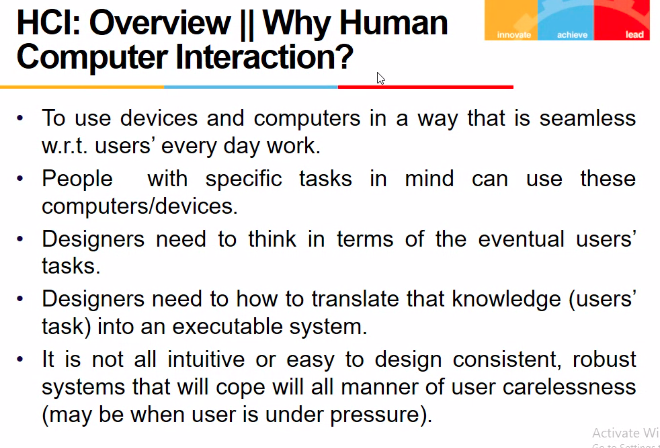 HCI: Overview || Why Human
Computer Interaction?
innovate achieve lead
• To use devices and computers in a way that is seamless
w.r.t. users’ every day work.
• People with specific tasks in mind can use these
computers/devices.
• Designers need to think in terms of the eventual users’
tasks.
• Designers need to how to translate that knowledge (users’
task) into an executable system.
• It is not all intuitive or easy to design consistent, robust
systems that will cope will all manner of user carelessness
(may be when user is under pressure).
Activate Wi